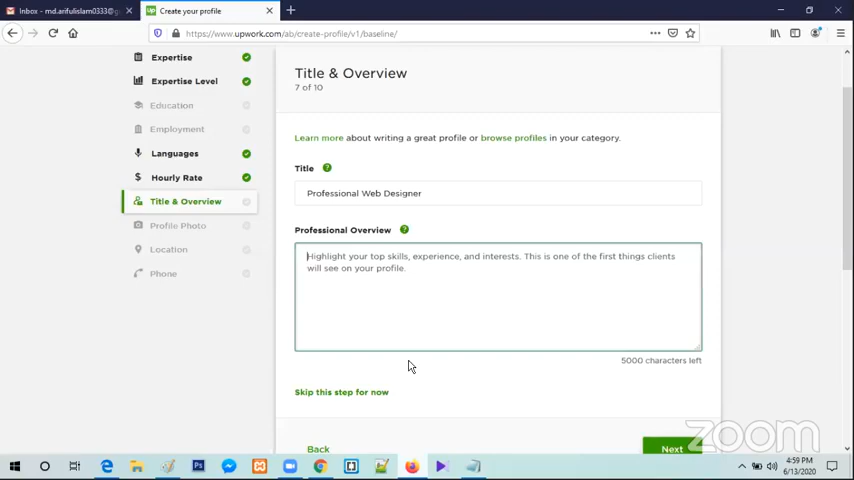 Inbox - md.arifulislam0333@g
Create your profile
https://www.upwork.com/ab/create-profile/v1/baseline/
Expertise
Expertise Level
Education
Employment
Languages
$ Hourly Rate
Title & Overview
Profile Photo
Location
Phone
Title & Overview
7 of 10
Learn more about writing a great profile or browse profiles in your category.
Title ?
Professional Web Designer
Professional Overview ?
Highlight your top skills, experience, and interests. This is one of the first things clients
will see on your profile.
5000 characters left
Skip this step for now
Back
Next
zoom
4:59 PM
6/13/2020